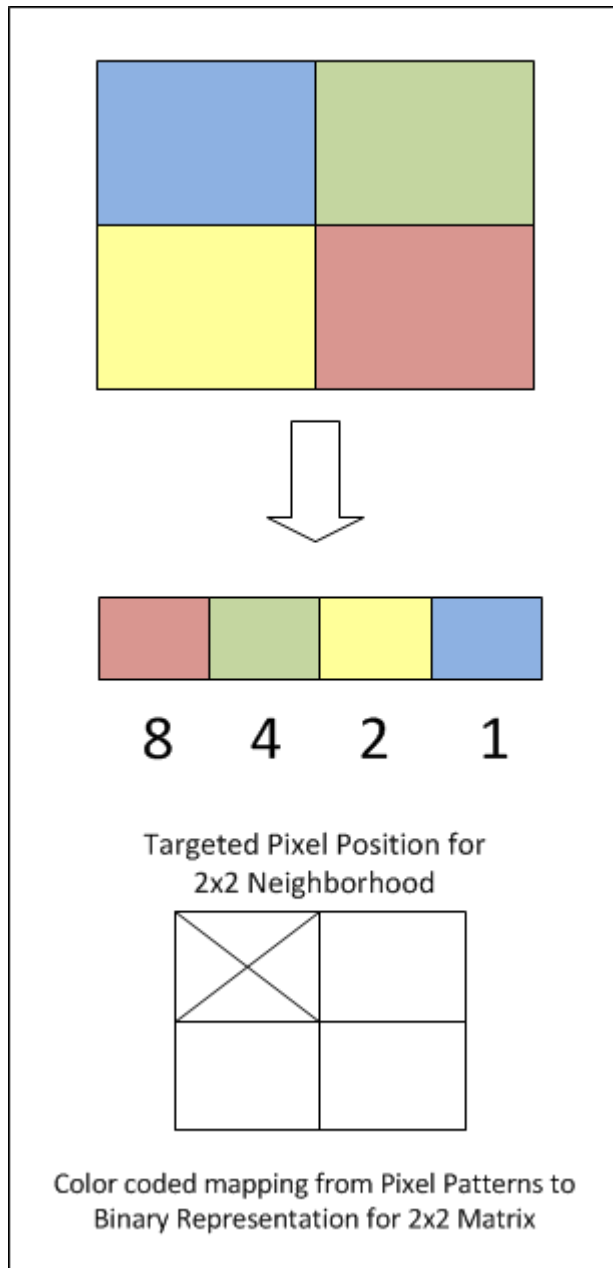 8 4 2 1
Targeted Pixel Position for
2x2 Neighborhood
Color coded mapping from Pixel Patterns to
Binary Representation for 2x2 Matrix